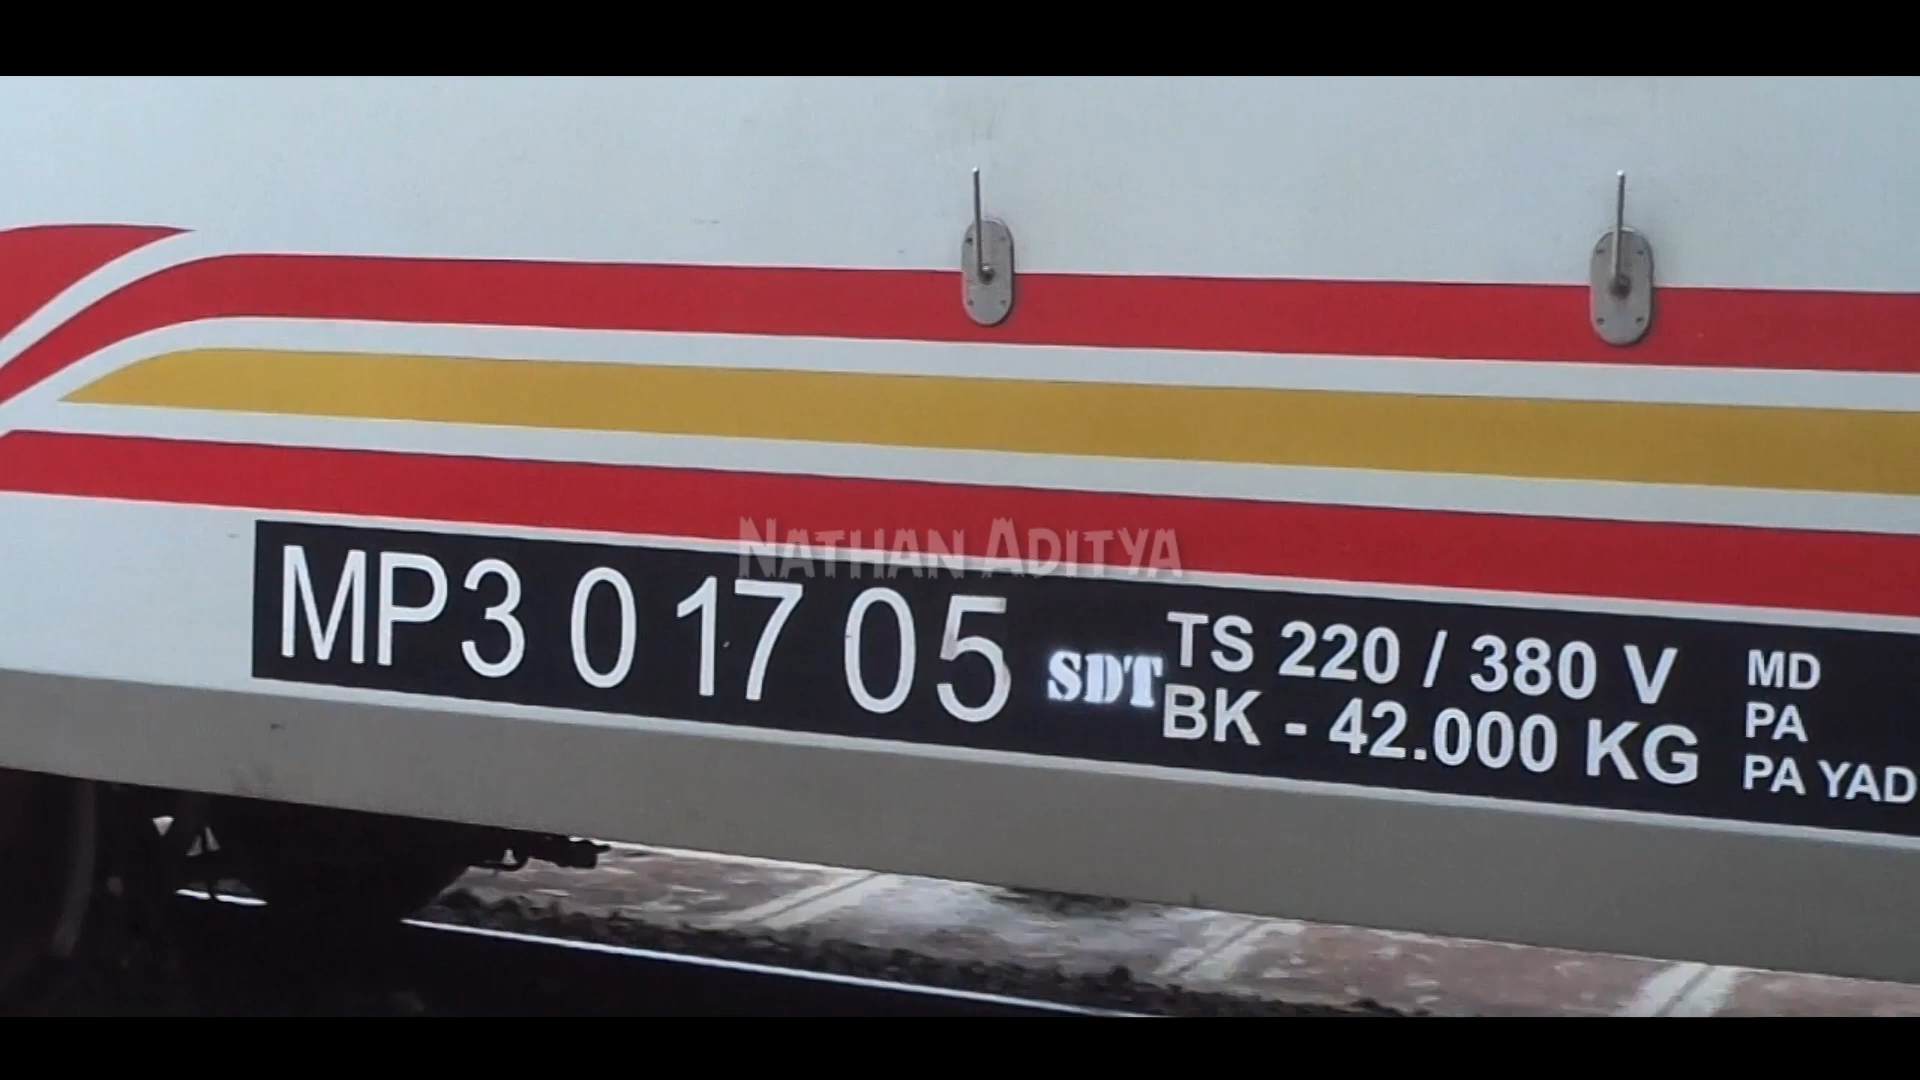 NATHAN ADITYA
MP3 0 17 05
SDT
TS 220 / 380 V
BK - 42.000 KG
MD
PA
PA YAD